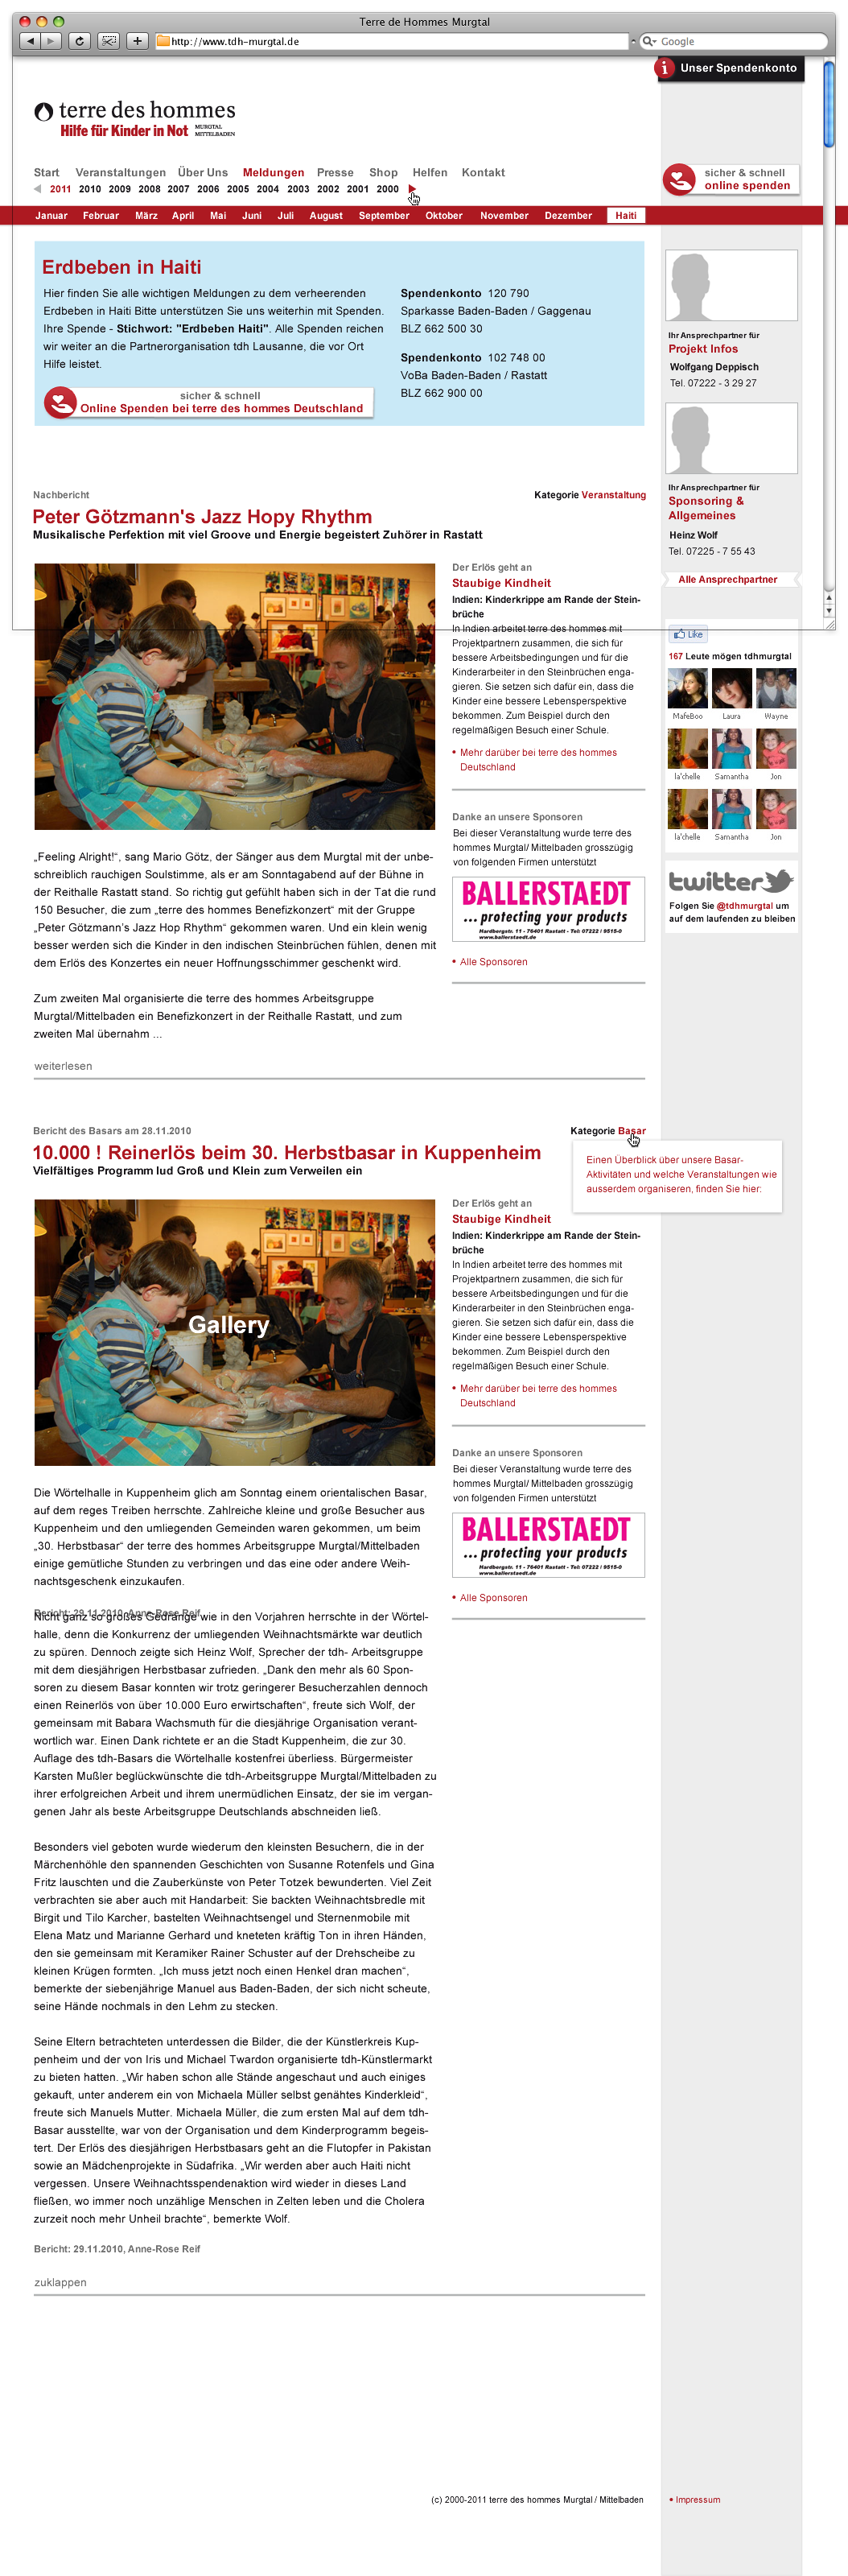 Terre de Hommes Murgtal
http://www.tdh-murgtal.de
Google
Unser Spendenkonto
terre des hommes
Hilfe für Kinder in Not MURGTAL MITTELBADEN
Start Veranstaltungen Über Uns Meldungen Presse Shop Helfen Kontakt
2011 2010 2009 2008 2007 2006 2005 2004 2003 2002 2001 2000
sicher & schnell
online spenden
Januar Februar März April Mai Juni Juli August September Oktober November Dezember Haiti
Erdbeben in Haiti
Hier finden Sie alle wichtigen Meldungen zu dem verheerenden
Erdbeben in Haiti Bitte unterstützen Sie uns weiterhin mit Spenden.
Ihre Spende - Stichwort: "Erdbeben Haiti". Alle Spenden reichen
wir weiter an die Partnerorganisation tdh Lausanne, die vor Ort
Hilfe leistet.
sicher & schnell
Online Spenden bei terre des hommes Deutschland
Spendenkonto 120 790
Sparkasse Baden-Baden / Gaggenau
BLZ 662 500 30
Spendenkonto 102 748 00
VoBa Baden-Baden / Rastatt
BLZ 662 900 00
Ihr Ansprechpartner für
Projekt Infos
Wolfgang Deppisch
Tel. 07222 - 3 29 27
Ihr Ansprechpartner für
Sponsoring &
Allgemeines
Heinz Wolf
Tel. 07225 - 7 55 43
Alle Ansprechpartner
Like
167 Leute mögen tdhmurgtal
MafeBoo Laura Wayne
la'chelle Samantha Jon
la'chelle Samantha Jon
twitter
Folgen Sie @tdhmurgtal um
auf dem laufenden zu bleiben
Nachbericht
Kategorie Veranstaltung
Peter Götzmann's Jazz Hopy Rhythm
Musikalische Perfektion mit viel Groove und Energie begeistert Zuhörer in Rastatt
Der Erlös geht an
Staubige Kindheit
Indien: Kinderkrippe am Rande der Stein-
brüche
In Indien arbeitet terre des hommes mit
Projektpartnern zusammen, die sich für
bessere Arbeitsbedingungen und für die
Kinderarbeiter in den Steinbrüchen enga-
gieren. Sie setzen sich dafür ein, dass die
Kinder eine bessere Lebensperspektive
bekommen. Zum Beispiel durch den
regelmäßigen Besuch einer Schule.
• Mehr darüber bei terre des hommes
Deutschland
Danke an unsere Sponsoren
Bei dieser Veranstaltung wurde terre des
hommes Murgtal/ Mittelbaden grosszügig
von folgenden Firmen unterstützt
BALLERSTAEDT
... protecting your products
Hardbergstr. 11 - 76401 Rastatt - Tel: 07222 / 9515-0
www.ballerstaedt.de
• Alle Sponsoren
„Feeling Alright!“, sang Mario Götz, der Sänger aus dem Murgtal mit der unbe-
schreiblich rauchigen Soulstimme, als er am Sonntagabend auf der Bühne in
der Reithalle Rastatt stand. So richtig gut gefühlt haben sich in der Tat die rund
150 Besucher, die zum „terre des hommes Benefizkonzert“ mit der Gruppe
„Peter Götzmann's Jazz Hop Rhythm“ gekommen waren. Und ein klein wenig
besser werden sich die Kinder in den indischen Steinbrüchen fühlen, denen mit
dem Erlös des Konzertes ein neuer Hoffnungsschimmer geschenkt wird.
Zum zweiten Mal organisierte die terre des hommes Arbeitsgruppe
Murgtal/Mittelbaden ein Benefizkonzert in der Reithalle Rastatt, und zum
zweiten Mal übernahm ...
weiterlesen
Bericht des Basars am 28.11.2010
Kategorie Basar
10.000 ! Reinerlös beim 30. Herbstbasar in Kuppenheim
Vielfältiges Programm lud Groß und Klein zum Verweilen ein
Einen Überblick über unsere Basar-
Aktivitäten und welche Veranstaltungen wie
ausserdem organiseren, finden Sie hier:
Gallery
Der Erlös geht an
Staubige Kindheit
Indien: Kinderkrippe am Rande der Stein-
brüche
In Indien arbeitet terre des hommes mit
Projektpartnern zusammen, die sich für
bessere Arbeitsbedingungen und für die
Kinderarbeiter in den Steinbrüchen enga-
gieren. Sie setzen sich dafür ein, dass die
Kinder eine bessere Lebensperspektive
bekommen. Zum Beispiel durch den
regelmäßigen Besuch einer Schule.
• Mehr darüber bei terre des hommes
Deutschland
Danke an unsere Sponsoren
Bei dieser Veranstaltung wurde terre des
hommes Murgtal/ Mittelbaden grosszügig
von folgenden Firmen unterstützt
BALLERSTAEDT
... protecting your products
Hardbergstr. 11 - 76401 Rastatt - Tel: 07222 / 9515-0
www.ballerstaedt.de
• Alle Sponsoren
Die Wörtelhalle in Kuppenheim glich am Sonntag einem orientalischen Basar,
auf dem reges Treiben herrschte. Zahlreiche kleine und große Besucher aus
Kuppenheim und den umliegenden Gemeinden waren gekommen, um beim
„30. Herbstbasar“ der terre des hommes Arbeitsgruppe Murgtal/Mittelbaden
einige gemütliche Stunden zu verbringen und das eine oder andere Weih-
nachtsgeschenk einzukaufen.
Bericht: 29.11.2010, Anne-Rose Reif
Nicht ganz so großes Gedränge wie in den Vorjahren herrschte in der Wörtel-
halle, denn die Konkurrenz der umliegenden Weihnachtsmärkte war deutlich
zu spüren. Dennoch zeigte sich Heinz Wolf, Sprecher der tdh- Arbeitsgruppe
mit dem diesjährigen Herbstbasar zufrieden. „Dank den mehr als 60 Spon-
soren zu diesem Basar konnten wir trotz geringerer Besucherzahlen dennoch
einen Reinerlös von über 10.000 Euro erwirtschaften“, freute sich Wolf, der
gemeinsam mit Babara Wachsmuth für die diesjährige Organisation verant-
wortlich war. Einen Dank richtete er an die Stadt Kuppenheim, die zur 30.
Auflage des tdh-Basars die Wörtelhalle kostenfrei überliess. Bürgermeister
Karsten Mußler beglückwünschte die tdh-Arbeitsgruppe Murgtal/Mittelbaden zu
ihrer erfolgreichen Arbeit und ihrem unermüdlichen Einsatz, der sie im vergan-
genen Jahr als beste Arbeitsgruppe Deutschlands abschneiden ließ.
Besonders viel geboten wurde wiederum den kleinsten Besuchern, die in der
Märchenhöhle den spannenden Geschichten von Susanne Rotenfels und Gina
Fritz lauschten und die Zauberkünste von Peter Totzek bewunderten. Viel Zeit
verbrachten sie aber auch mit Handarbeit: Sie backten Weihnachtsbredle mit
Birgit und Tilo Karcher, bastelten Weihnachtsengel und Sternenmobile mit
Elena Matz und Marianne Gerhard und kneteten kräftig Ton in ihren Händen,
den sie gemeinsam mit Keramiker Rainer Schuster auf der Drehscheibe zu
kleinen Krügen formten. „Ich muss jetzt noch einen Henkel dran machen“,
bemerkte der siebenjährige Manuel aus Baden-Baden, der sich nicht scheute,
seine Hände nochmals in den Lehm zu stecken.
Seine Eltern betrachteten unterdessen die Bilder, die der Künstlerkreis Kup-
penheim und der von Iris und Michael Twardon organisierte tdh-Künstlermarkt
zu bieten hatten. „Wir haben schon alle Stände angeschaut und auch einiges
gekauft, unter anderem ein von Michaela Müller selbst genähtes Kinderkleid“,
freute sich Manuels Mutter. Michaela Müller, die zum ersten Mal auf dem tdh-
Basar ausstellte, war von der Organisation und dem Kinderprogramm begeis-
tert. Der Erlös des diesjährigen Herbstbasars geht an die Flutopfer in Pakistan
sowie an Mädchenprojekte in Südafrika. „Wir werden aber auch Haiti nicht
vergessen. Unsere Weihnachtsspendenaktion wird wieder in dieses Land
fließen, wo immer noch unzählige Menschen in Zelten leben und die Cholera
zurzeit noch mehr Unheil brachte“, bemerkte Wolf.
Bericht: 29.11.2010, Anne-Rose Reif
zuklappen
(c) 2000-2011 terre des hommes Murgtal / Mittelbaden
• Impressum